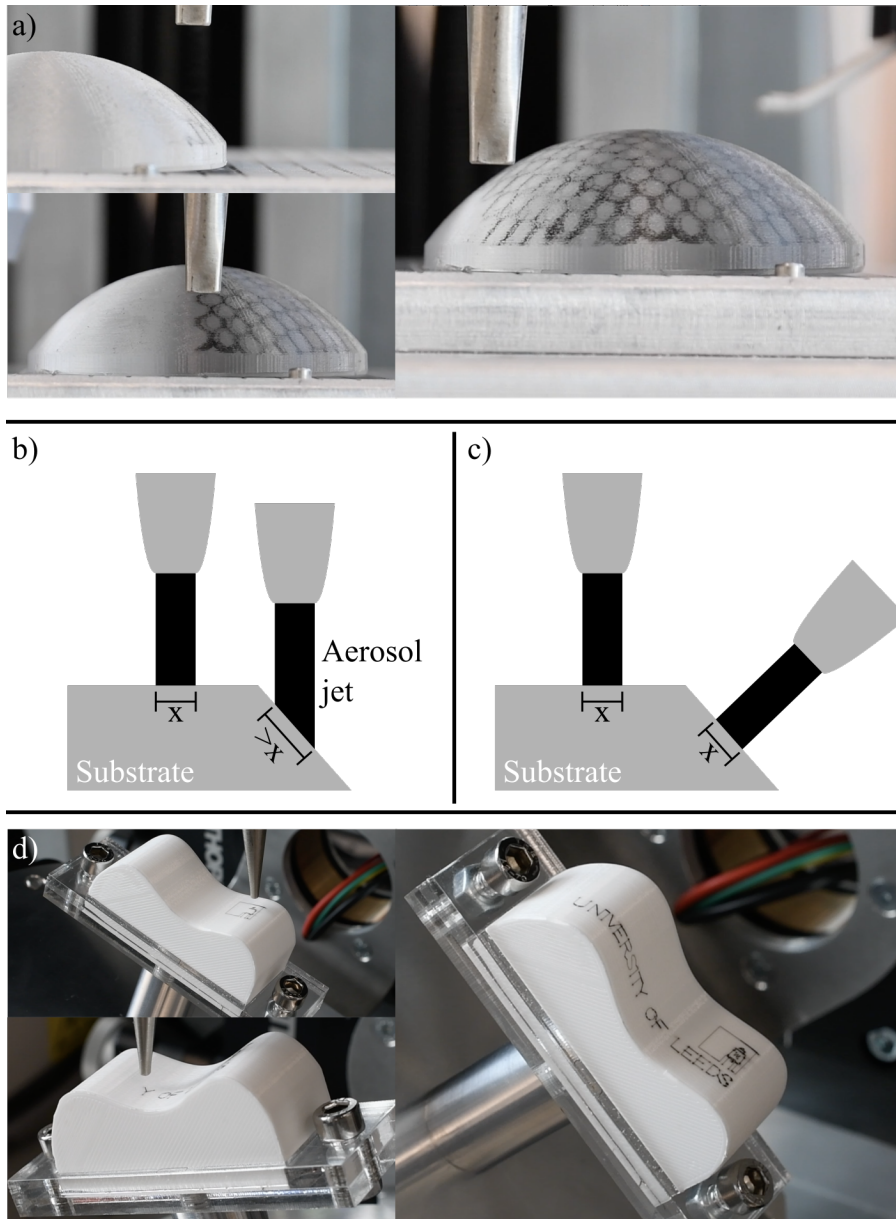 a)
b)
c)
Aerosol
jet
x
>x
Substrate
x
x
Substrate
d)
UNIVERSITY OF
LEEDS